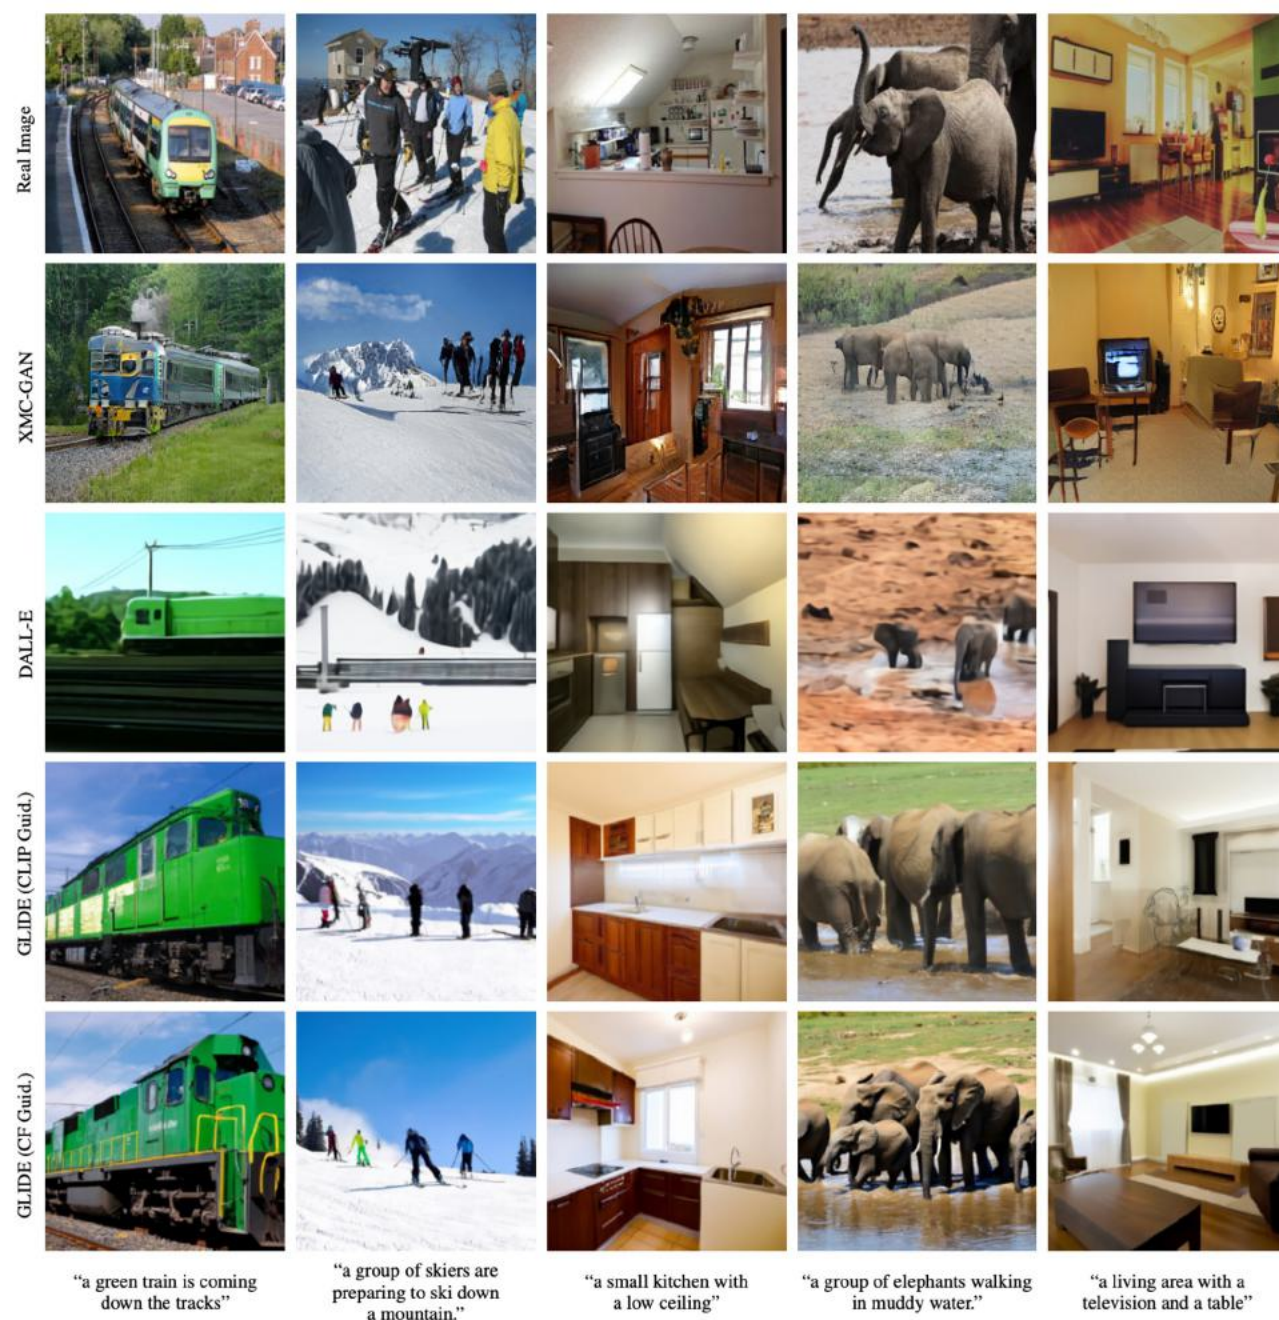 Real Image
XMC-GAN
DALL-E
GLIDE (CLIP Guid.)
GLIDE (CF Guid.)
“a green train is coming
down the tracks”
“a group of skiers are
preparing to ski down
a mountain.”
“a small kitchen with
a low ceiling”
“a group of elephants walking
in muddy water.”
“a living area with a
television and a table”